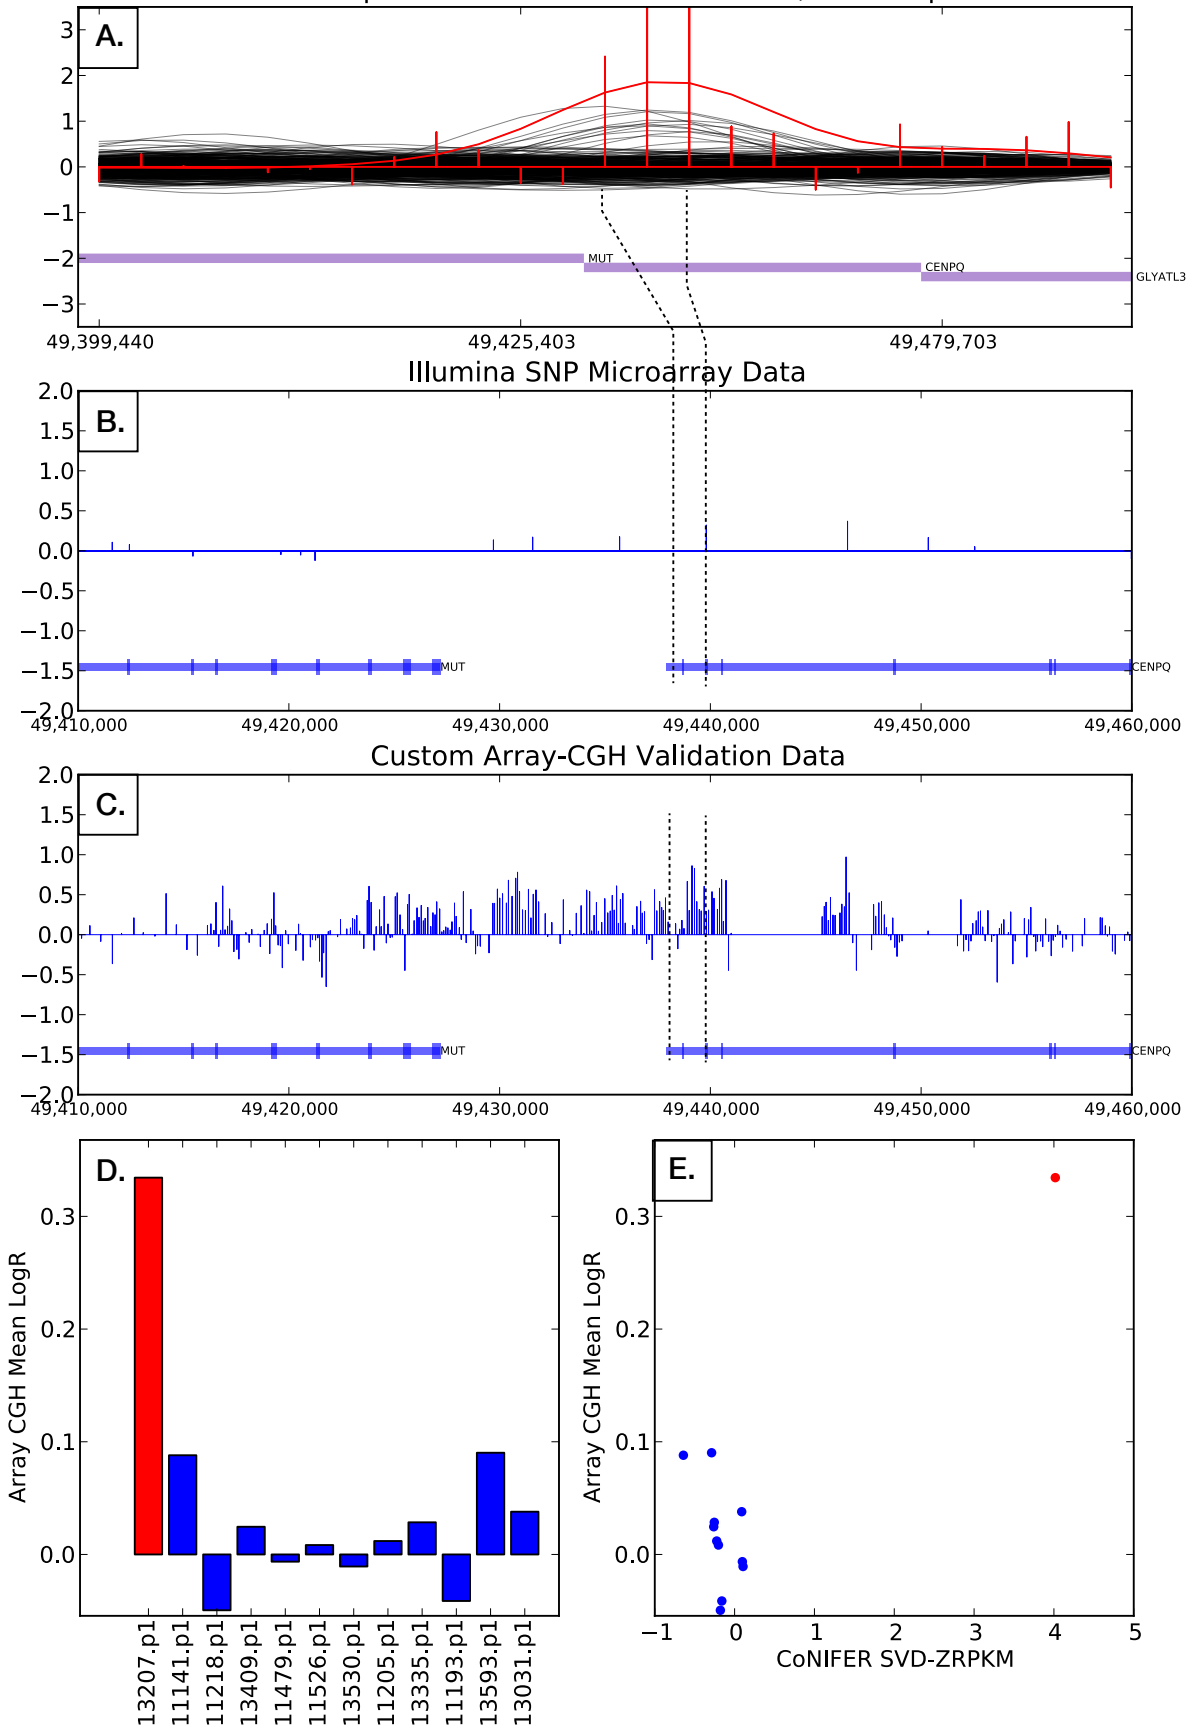 A.
3
2
1
0
−1
−2
−3
MUT
CENPQ
GLYATL3
49,399,440 49,425,403 49,479,703
Illumina SNP Microarray Data
B.
2.0
1.5
1.0
0.5
0.0
−0.5
−1.0
−1.5
−2.0
MUT CENPQ
49,410,000 49,420,000 49,430,000 49,440,000 49,450,000 49,460,000
Custom Array-CGH Validation Data
C.
2.0
1.5
1.0
0.5
0.0
−0.5
−1.0
−1.5
−2.0
MUT CENPQ
49,410,000 49,420,000 49,430,000 49,440,000 49,450,000 49,460,000
D.
Array CGH Mean LogR
0.3
0.2
0.1
0.0
13207.p1
11141.p1
11218.p1
13409.p1
11479.p1
11526.p1
13530.p1
11205.p1
13335.p1
11193.p1
13593.p1
13031.p1
E.
Array CGH Mean LogR
0.3
0.2
0.1
0.0
−1 0 1 2 3 4 5
CoNIFER SVD-ZRPKM